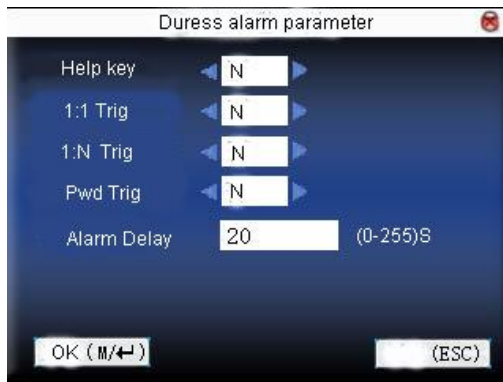 Duress alarm parameter
Help key N
1:1 Trig N
1:N Trig N
Pwd Trig N
Alarm Delay 20 (0-255)S
OK (M/↵) (ESC)